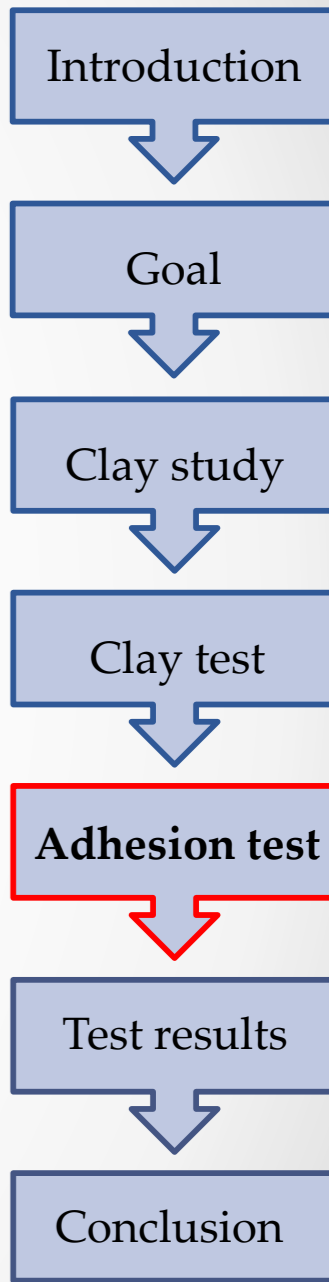 Introduction
Goal
Clay study
Clay test
Adhesion test
Test results
Conclusion